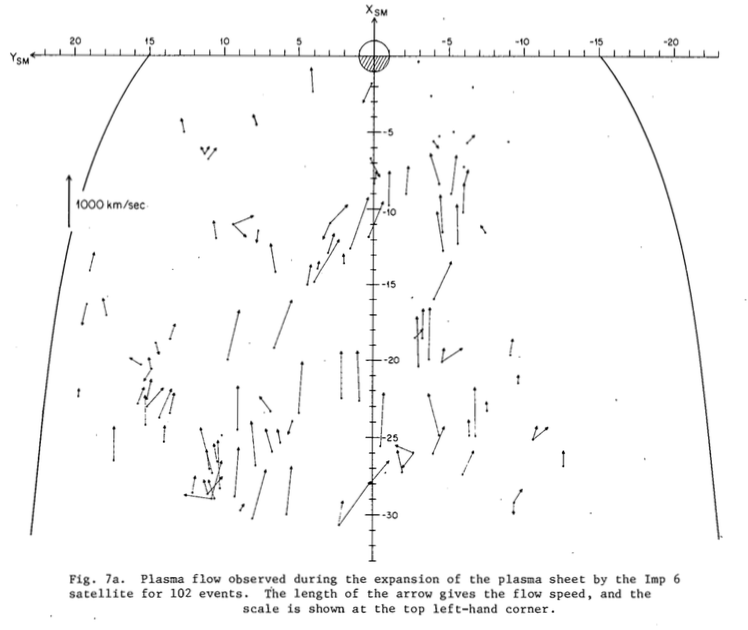 X SM
Y SM
20 15 10 5 -5 -10 -15 -20
-5
1000 km/sec
-10
-15
-20
-25
-30
Fig. 7a. Plasma flow observed during the expansion of the plasma sheet by the Imp 6
satellite for 102 events. The length of the arrow gives the flow speed, and the
scale is shown at the top left-hand corner.